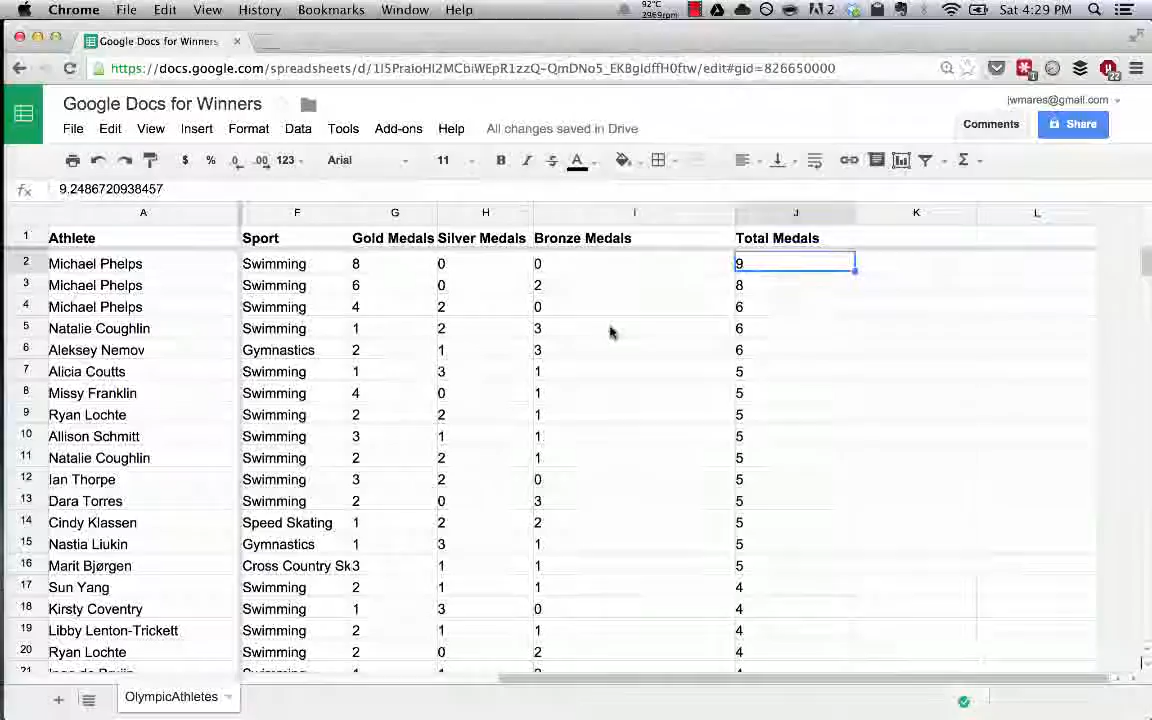 Chrome File Edit View History Bookmarks Window Help 92°C 2969rpm 2 Sat 4:29 PM
Google Docs for Winners
docs.google.com/spreadsheets/d/
Google Docs for Winners
jwmares@gmail.com
File Edit View Insert Format Data Tools Add-ons Help All changes saved in Drive
Comments Share
$ % .0 .00 123 Arial 11 B I S A Σ
fx 9.2486720938457
A F G H I J K L
1 Athlete Sport Gold Medals Silver Medals Bronze Medals Total Medals
2 Michael Phelps Swimming 8 0 0 9
3 Michael Phelps Swimming 6 0 2 8
4 Michael Phelps Swimming 4 2 0 6
5 Natalie Coughlin Swimming 1 2 3 6
6 Aleksey Nemov Gymnastics 2 1 3 6
7 Alicia Coutts Swimming 1 3 1 5
8 Missy Franklin Swimming 4 0 1 5
9 Ryan Lochte Swimming 2 2 1 5
10 Allison Schmitt Swimming 3 1 1 5
11 Natalie Coughlin Swimming 2 2 1 5
12 Ian Thorpe Swimming 3 2 0 5
13 Dara Torres Swimming 2 0 3 5
14 Cindy Klassen Speed Skating 1 2 2 5
15 Nastia Liukin Gymnastics 1 3 1 5
16 Marit Bjørgen Cross Country Sk 3 1 1 5
17 Sun Yang Swimming 2 1 1 4
18 Kirsty Coventry Swimming 1 3 0 4
19 Libby Lenton-Trickett Swimming 2 1 1 4
20 Ryan Lochte Swimming 2 0 2 4
21
OlympicAthletes